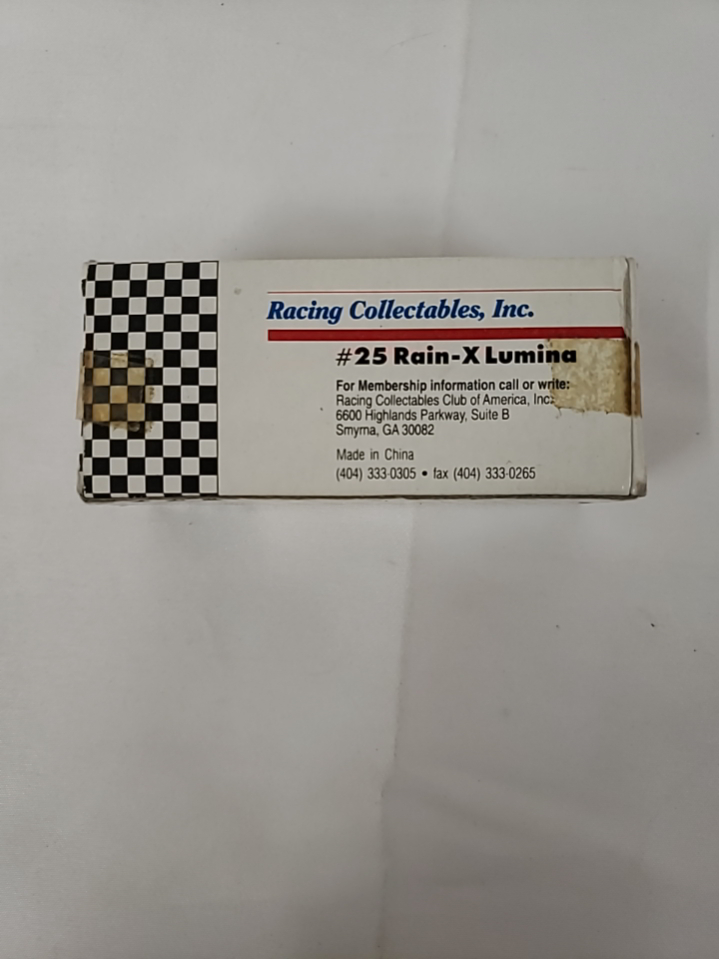 Racing Collectables, Inc.
#25 Rain-X Lumina
For Membership information call or write:
Racing Collectables Club of America, Inc.
6600 Highlands Parkway, Suite B
Smyrna, GA 30082
Made in China
(404) 333-0305 • fax (404) 333-0265